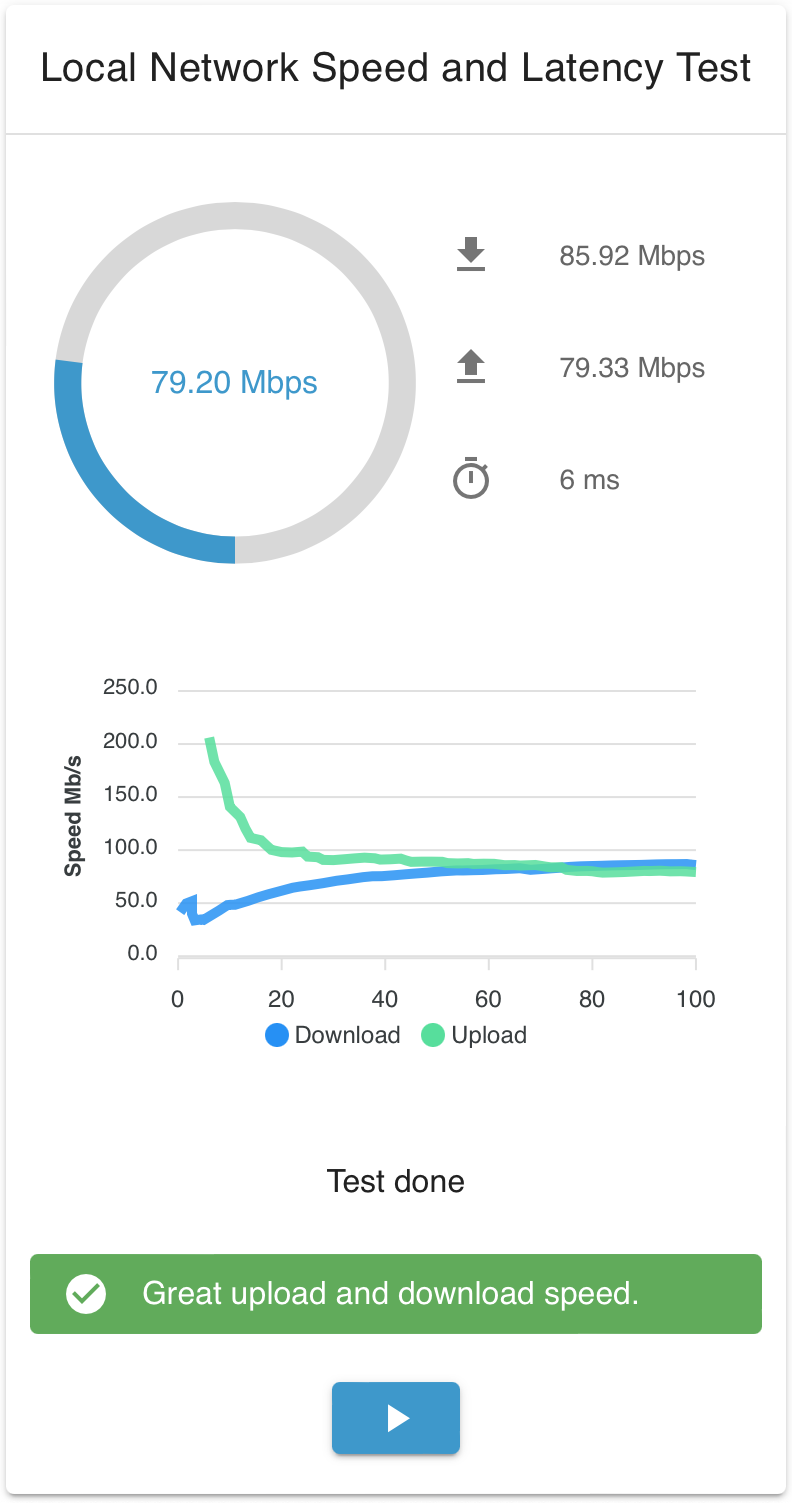 Local Network Speed and Latency Test
79.20 Mbps
85.92 Mbps
79.33 Mbps
6 ms
Speed Mb/s
250.0
200.0
150.0
100.0
50.0
0.0
0 20 40 60 80 100
Download Upload
Test done
Great upload and download speed.